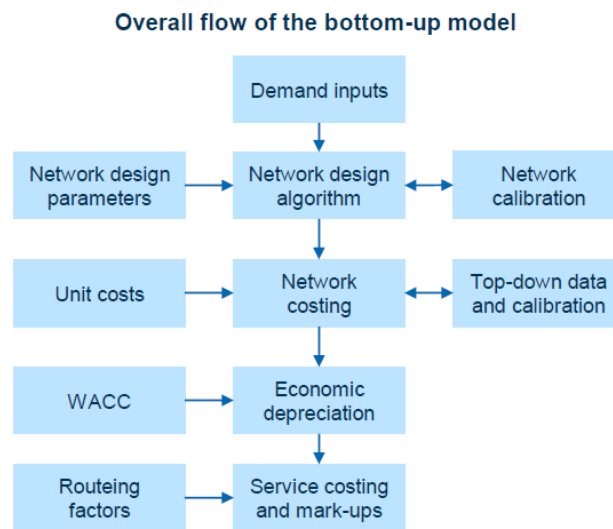 Overall flow of the bottom-up model
Demand inputs
Network design
parameters
Network design
algorithm
Network
calibration
Unit costs
Network
costing
Top-down data
and calibration
WACC
Economic
depreciation
Routeing
factors
Service costing
and mark-ups